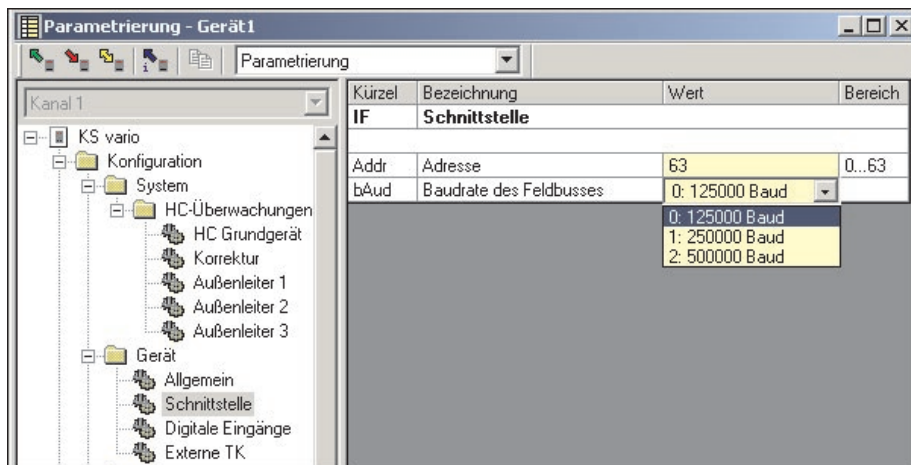 Parametrierung - Gerät1
Parametrierung
Kanal 1
KS vario
Konfiguration
System
HC-Überwachungen
HC Grundgerät
Korrektur
Außenleiter 1
Außenleiter 2
Außenleiter 3
Gerät
Allgemein
Schnittstelle
Digitale Eingänge
Externe TK
Kürzel Bezeichnung Wert Bereich
IF Schnittstelle
Addr Adresse 63 0...63
bAud Baudrate des Feldbusses 0: 125000 Baud
0: 125000 Baud
1: 250000 Baud
2: 500000 Baud